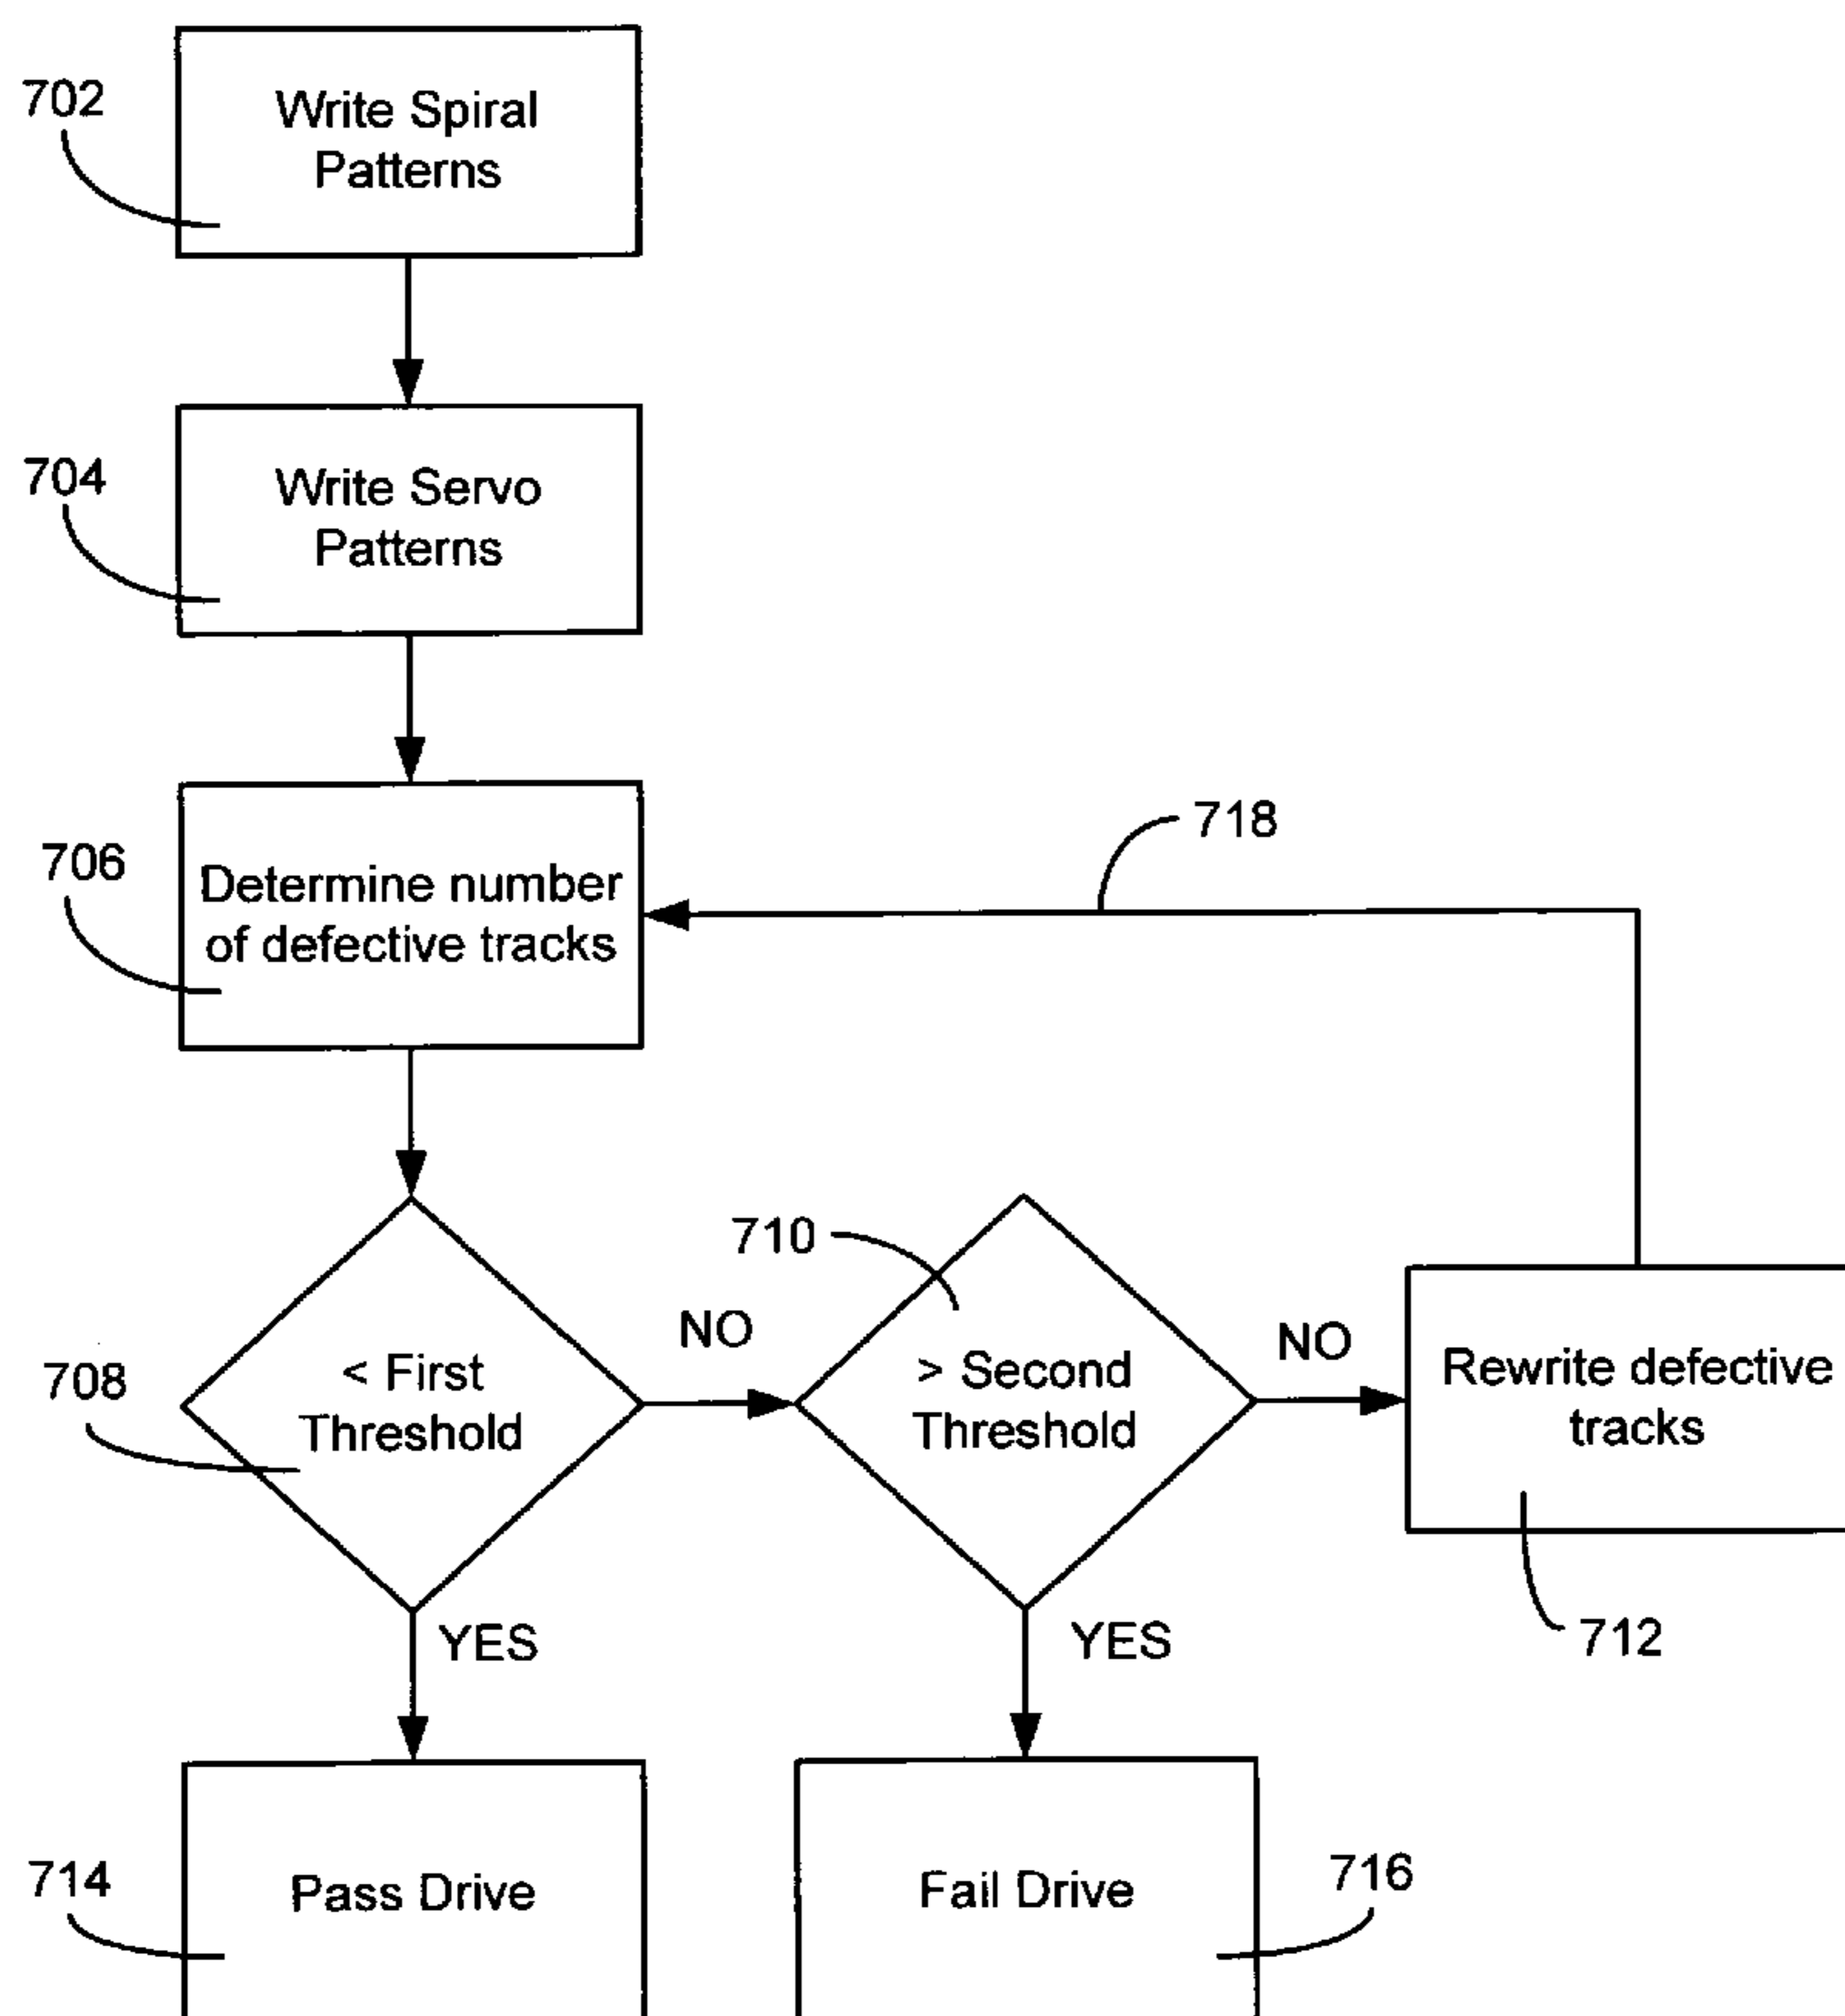 702
Write Spiral
Patterns
704
Write Servo
Patterns
706
Determine number
of defective tracks
718
708
< First
Threshold
NO
710
> Second
Threshold
NO
Rewrite defective
tracks
712
YES
YES
714
Pass Drive
Fail Drive
716